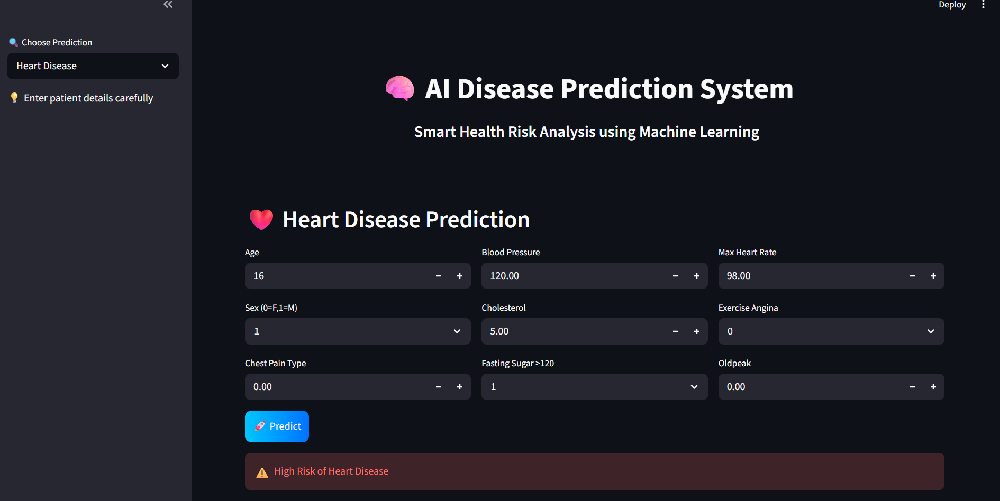 Deploy
Choose Prediction
Heart Disease
Enter patient details carefully
AI Disease Prediction System
Smart Health Risk Analysis using Machine Learning
Heart Disease Prediction
Age
Blood Pressure
Max Heart Rate
16
120.00
98.00
Sex (0=F,1=M)
Cholesterol
Exercise Angina
1
5.00
0
Chest Pain Type
Fasting Sugar >120
Oldpeak
0.00
1
0.00
Predict
High Risk of Heart Disease